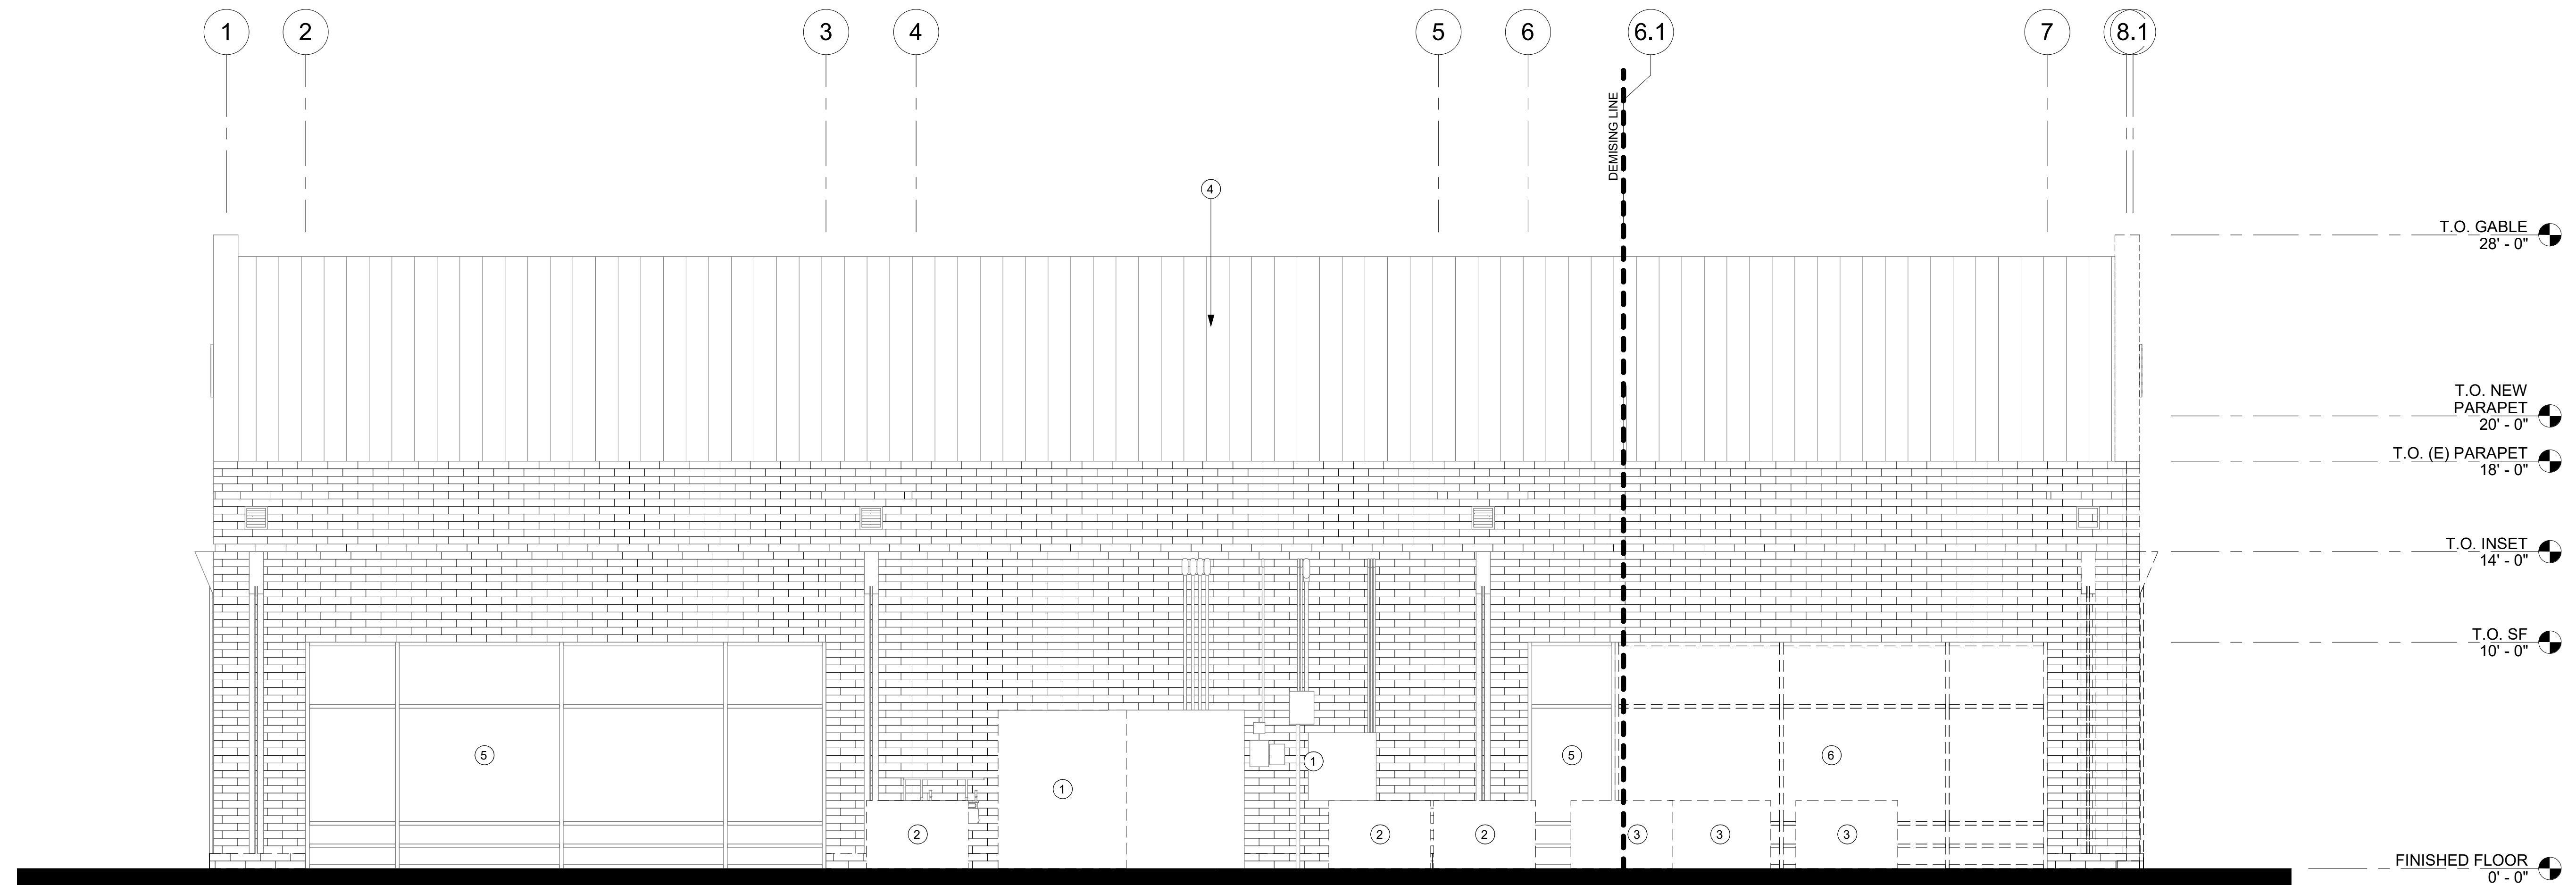 1
2
3
4
5
6
6.1
7
8.1
DEMISING LINE
4
T.O. GABLE
28' - 0"
T.O. NEW
PARAPET
20' - 0"
T.O. (E) PARAPET
18' - 0"
T.O. INSET
14' - 0"
T.O. SF
10' - 0"
5
1
1
5
6
2
2
2
3
3
3
FINISHED FLOOR
0' - 0"